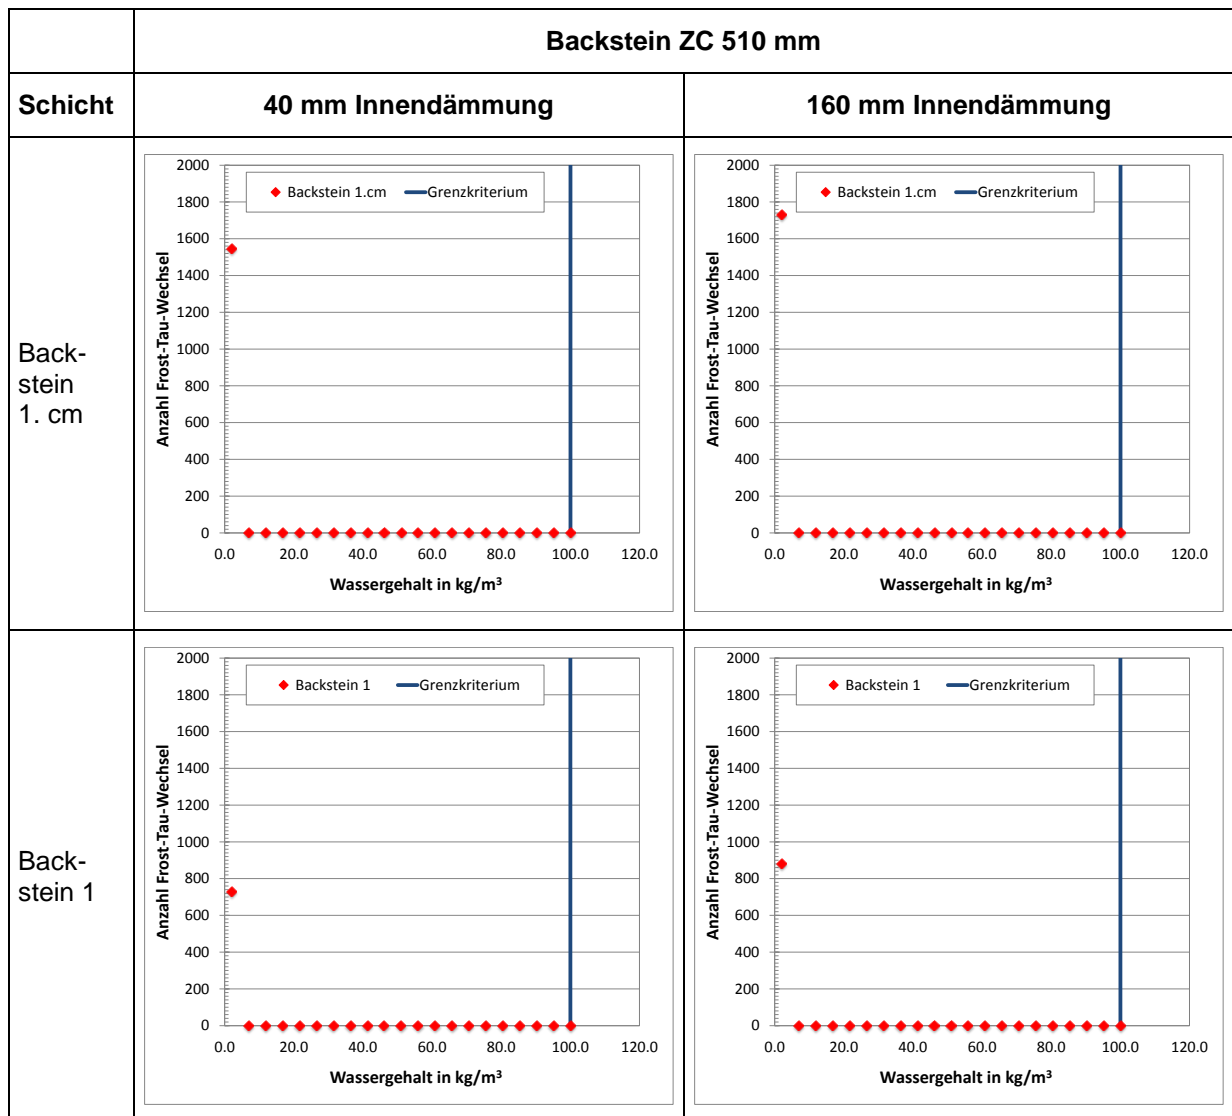 Backstein ZC 510 mm
Schicht
40 mm Innendämmung
160 mm Innendämmung
Back-
stein
1. cm
Anzahl Frost-Tau-Wechsel
2000
1800
1600
1400
1200
1000
800
600
400
200
0
Backstein 1.cm
Grenzkriterium
0.0 20.0 40.0 60.0 80.0 100.0 120.0
Wassergehalt in kg/m³
Anzahl Frost-Tau-Wechsel
2000
1800
1600
1400
1200
1000
800
600
400
200
0
Backstein 1.cm
Grenzkriterium
0.0 20.0 40.0 60.0 80.0 100.0 120.0
Wassergehalt in kg/m³
Back-
stein 1
Anzahl Frost-Tau-Wechsel
2000
1800
1600
1400
1200
1000
800
600
400
200
0
Backstein 1
Grenzkriterium
0.0 20.0 40.0 60.0 80.0 100.0 120.0
Wassergehalt in kg/m³
Anzahl Frost-Tau-Wechsel
2000
1800
1600
1400
1200
1000
800
600
400
200
0
Backstein 1
Grenzkriterium
0.0 20.0 40.0 60.0 80.0 100.0 120.0
Wassergehalt in kg/m³